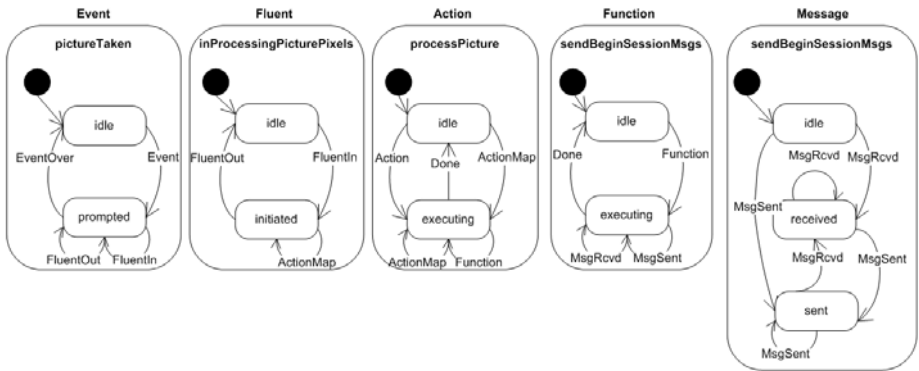 Event
Fluent
Action
Function
Message
pictureTaken
inProcessingPicturePixels
processPicture
sendBeginSessionMsgs
sendBeginSessionMsgs
idle
EventOver
Event
prompted
FluentOut
FluentIn
idle
FluentOut
FluentIn
initiated
ActionMap
idle
Action
Done
ActionMap
executing
ActionMap
Function
idle
Done
Function
executing
MsgRcvd
MsgSent
idle
MsgRcvd
MsgRcvd
MsgSent
received
MsgRcvd
MsgSent
sent
MsgSent